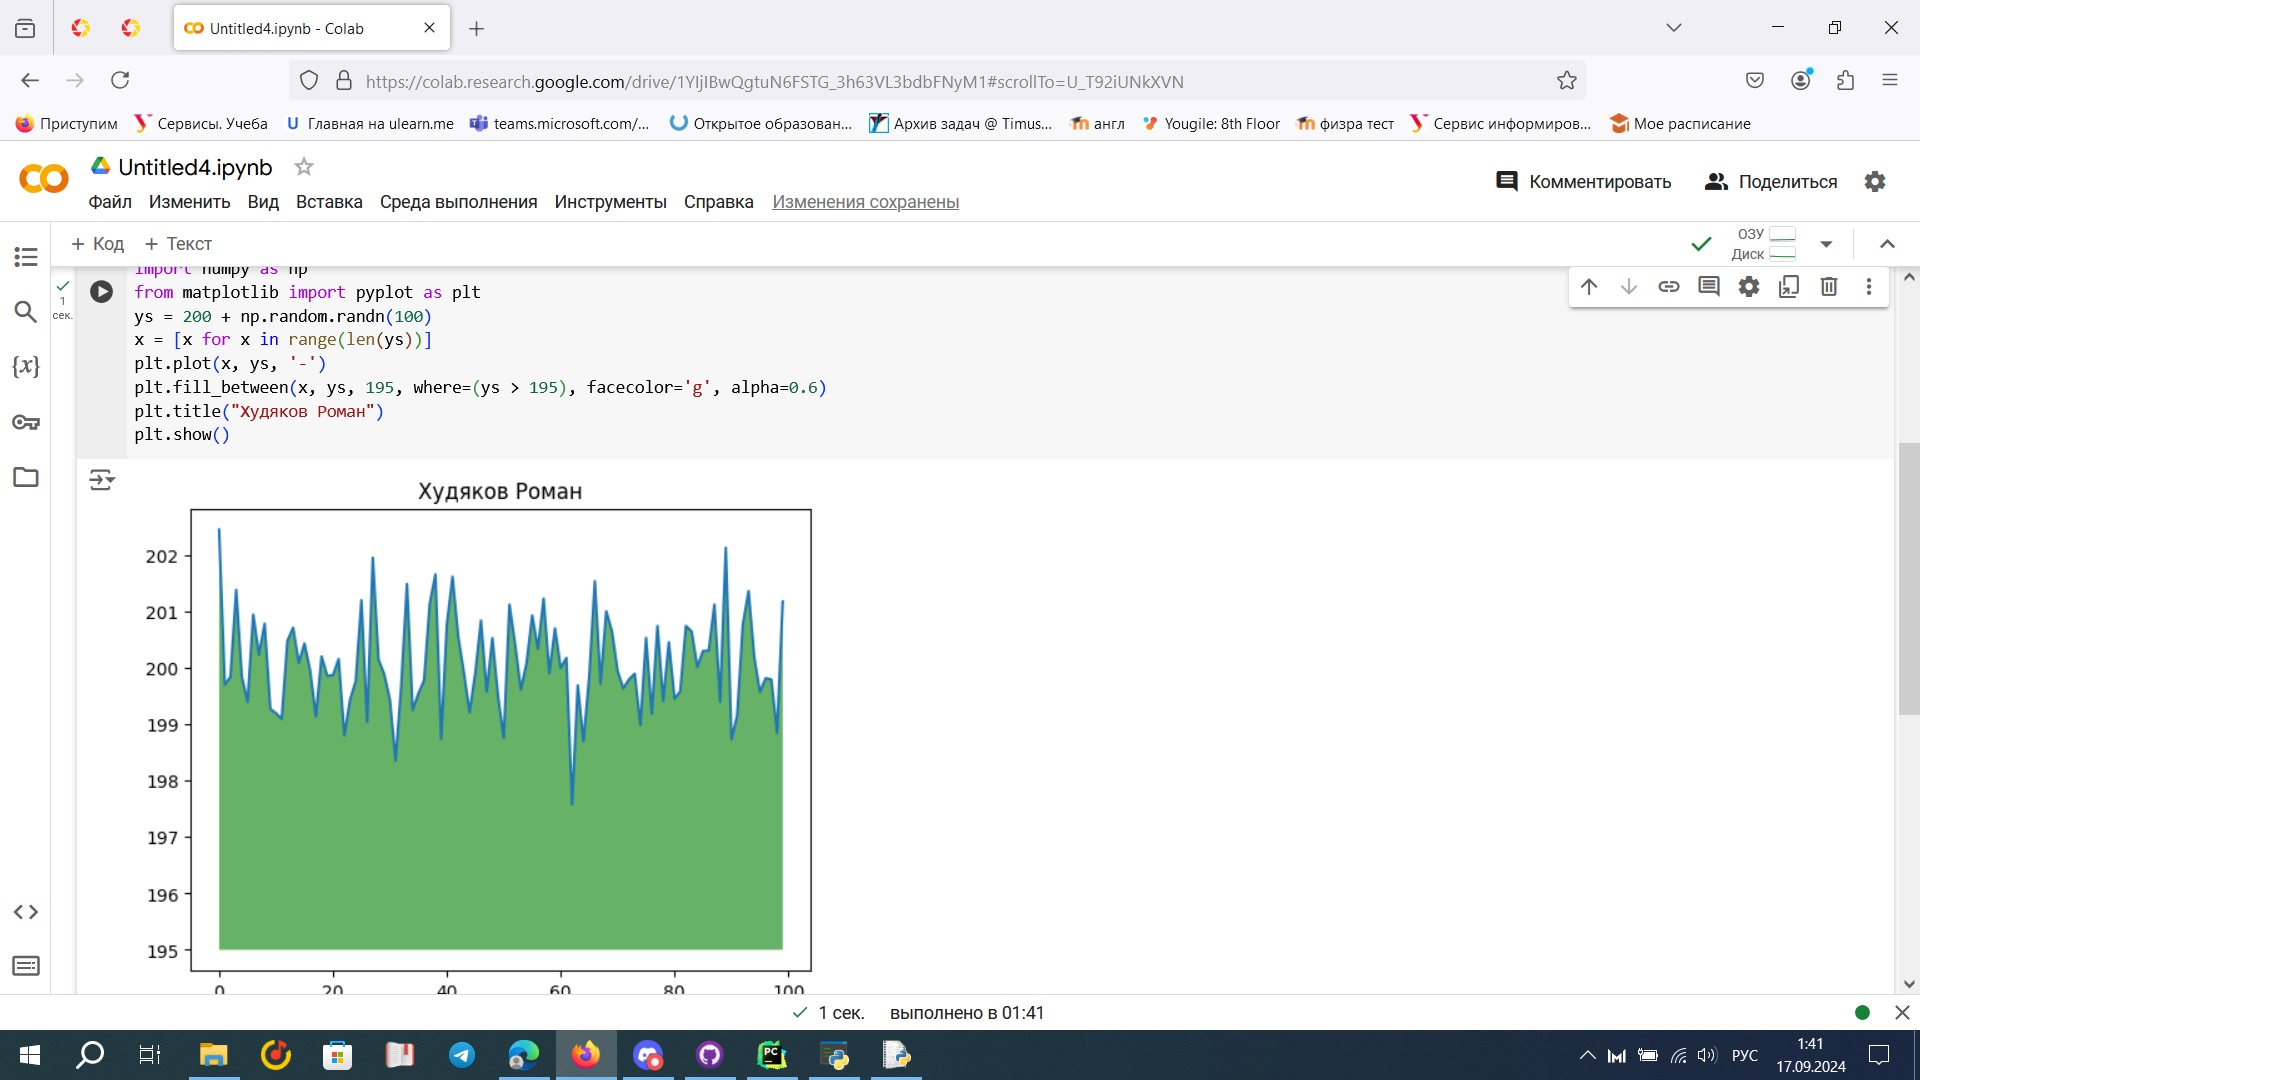 Untitled4.ipynb - Colab
https://colab.research.google.com/drive/1YIjIBwQgtuN6FSTG_3h63VL3bdbFNyM1#scrollTo=U_T92iUNkXVN
Приступим Сервисы. Учеба Главная на ulearn.me teams.microsoft.com/... Открытое образован... Архив задач @ Timus... англ Yougile: 8th Floor физра тест Сервис информиров... Мое расписание
Untitled4.ipynb
Комментировать Поделиться
Файл Изменить Вид Вставка Среда выполнения Инструменты Справка Изменения сохранены
+ Код + Текст
ОЗУ
Диск
import numpy as np
from matplotlib import pyplot as plt
1
сек.
ys = 200 + np.random.randn(100)
x = [x for x in range(len(ys))]
plt.plot(x, ys, '-')
plt.fill_between(x, ys, 195, where=(ys > 195), facecolor='g', alpha=0.6)
plt.title("Худяков Роман")
plt.show()
Худяков Роман
202
201
200
199
198
197
196
195
0 20 40 60 80 100
1 сек. выполнено в 01:41
РУС
1:41
17.09.2024